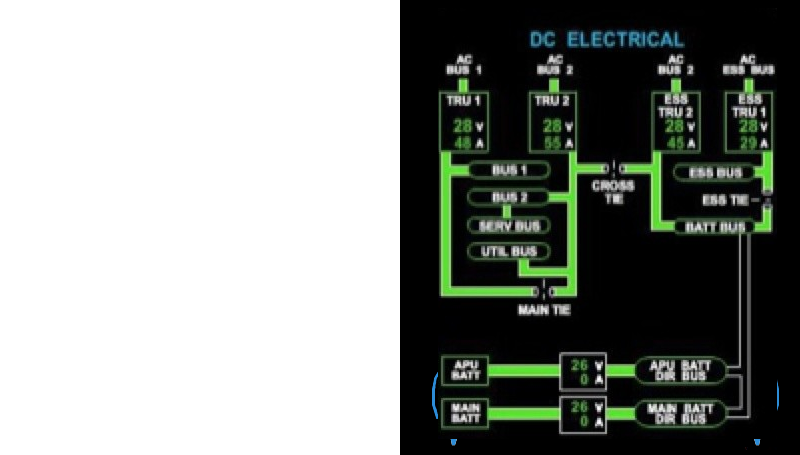 DC ELECTRICAL
AC
BUS 1
AC
BUS 2
AC
BUS 2
AC
ESS BUS
TRU 1
28 V
48 A
TRU 2
28 V
55 A
ESS
TRU 2
28 V
45 A
ESS
TRU 1
28 V
29 A
BUS 1
BUS 2
SERV BUS
UTIL BUS
CROSS
TIE
ESS BUS
ESS TIE
BATT BUS
MAIN TIE
APU
BATT
26 V
0 A
APU BATT
DIR BUS
MAIN
BATT
26 V
0 A
MAIN BATT
DIR BUS